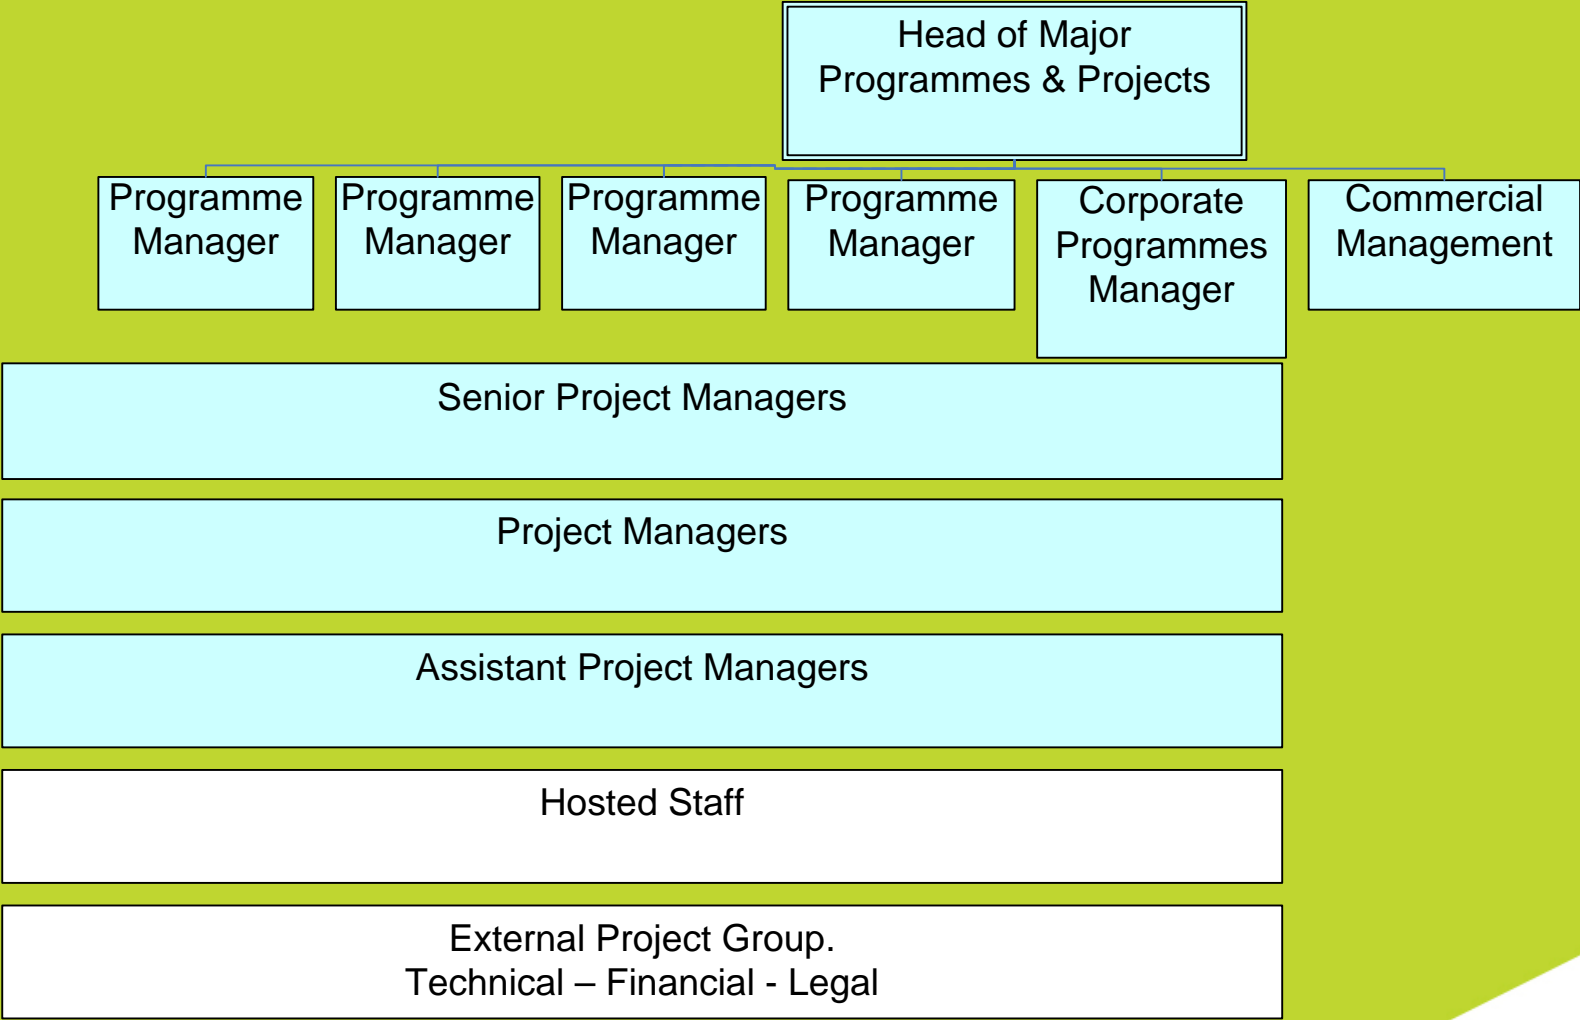 Head of Major
Programmes & Projects
Programme
Manager
Programme
Manager
Programme
Manager
Programme
Manager
Corporate
Programmes
Manager
Commercial
Management
Senior Project Managers
Project Managers
Assistant Project Managers
Hosted Staff
External Project Group.
Technical – Financial - Legal